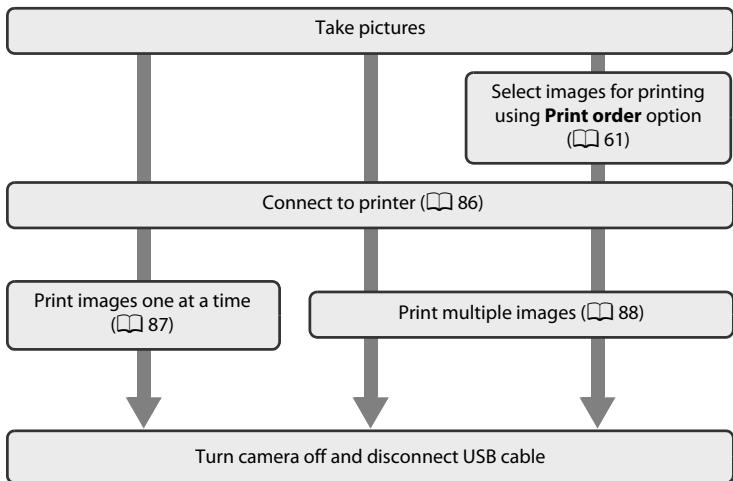 Take pictures
Select images for printing
using Print order option
(📖 61)
Connect to printer (📖 86)
Print images one at a time
(📖 87)
Print multiple images (📖 88)
Turn camera off and disconnect USB cable